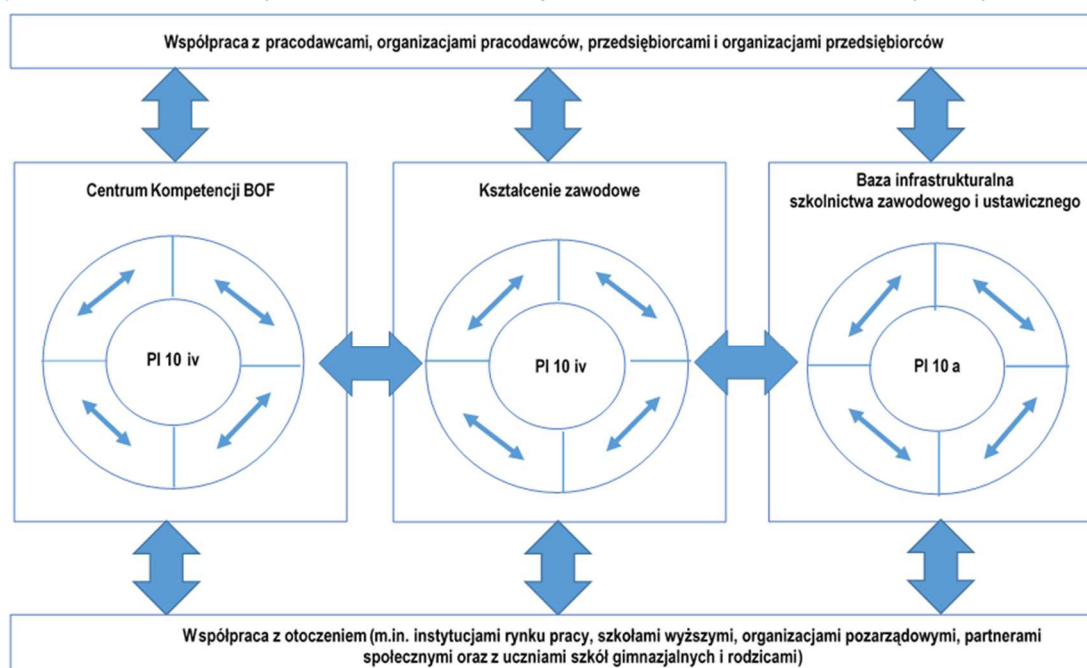 Współpraca z pracodawcami, organizacjami pracodawców, przedsiębiorcami i organizacjami przedsiębiorców
Centrum Kompetencji BOF
Kształcenie zawodowe
Baza infrastrukturalna
szkolnictwa zawodowego i ustawicznego
PI 10 iv
PI 10 iv
PI 10 a
Współpraca z otoczeniem (m.in. instytucjami rynku pracy, szkołami wyższymi, organizacjami pozarządowymi, partnerami
społecznymi oraz z uczniami szkół gimnazjalnych i rodzicami)